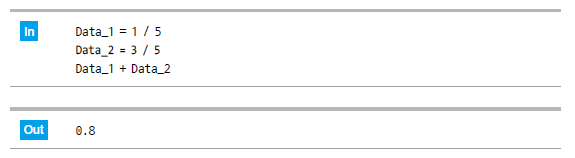 In
Data_1 = 1 / 5
Data_2 = 3 / 5
Data_1 + Data_2
Out
0.8